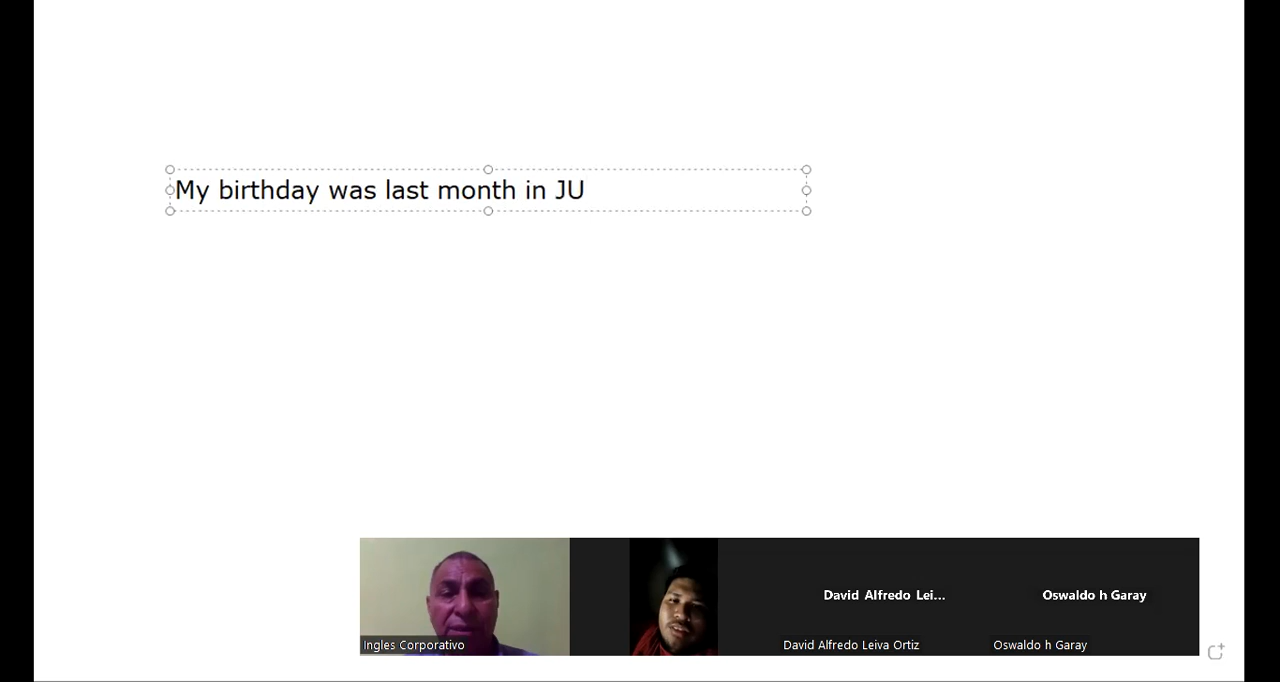 My birthday was last month in JU
David Alfredo Lei...
Oswaldo h Garay
Ingles Corporativo
David Alfredo Leiva Ortiz
Oswaldo h Garay